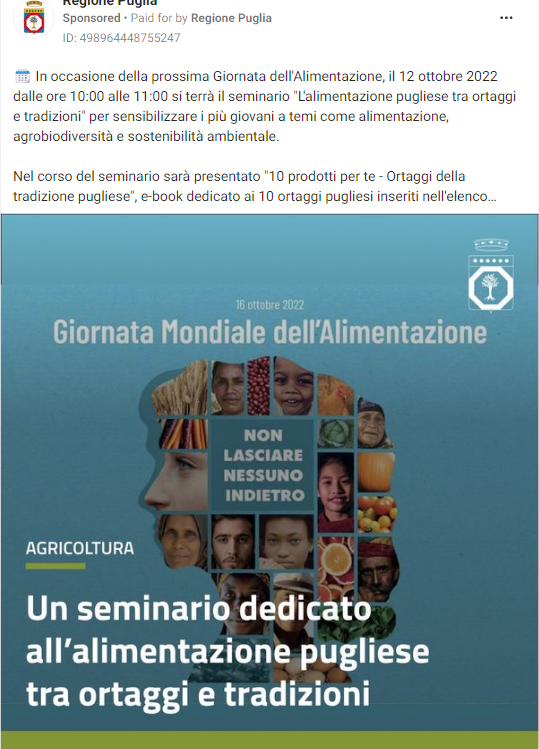 Regione Puglia
Sponsored • Paid for by Regione Puglia
ID: 498964448755247
In occasione della prossima Giornata dell'Alimentazione, il 12 ottobre 2022
dalle ore 10:00 alle 11:00 si terrà il seminario "L'alimentazione pugliese tra ortaggi
e tradizioni" per sensibilizzare i più giovani a temi come alimentazione,
agrobiodiversità e sostenibilità ambientale.
Nel corso del seminario sarà presentato "10 prodotti per te - Ortaggi della
tradizione pugliese", e-book dedicato ai 10 ortaggi pugliesi inseriti nell'elenco...
16 ottobre 2022
Giornata Mondiale dell'Alimentazione
NON
LASCIARE
NESSUNO
INDIETRO
AGRICOLTURA
Un seminario dedicato
all'alimentazione pugliese
tra ortaggi e tradizioni